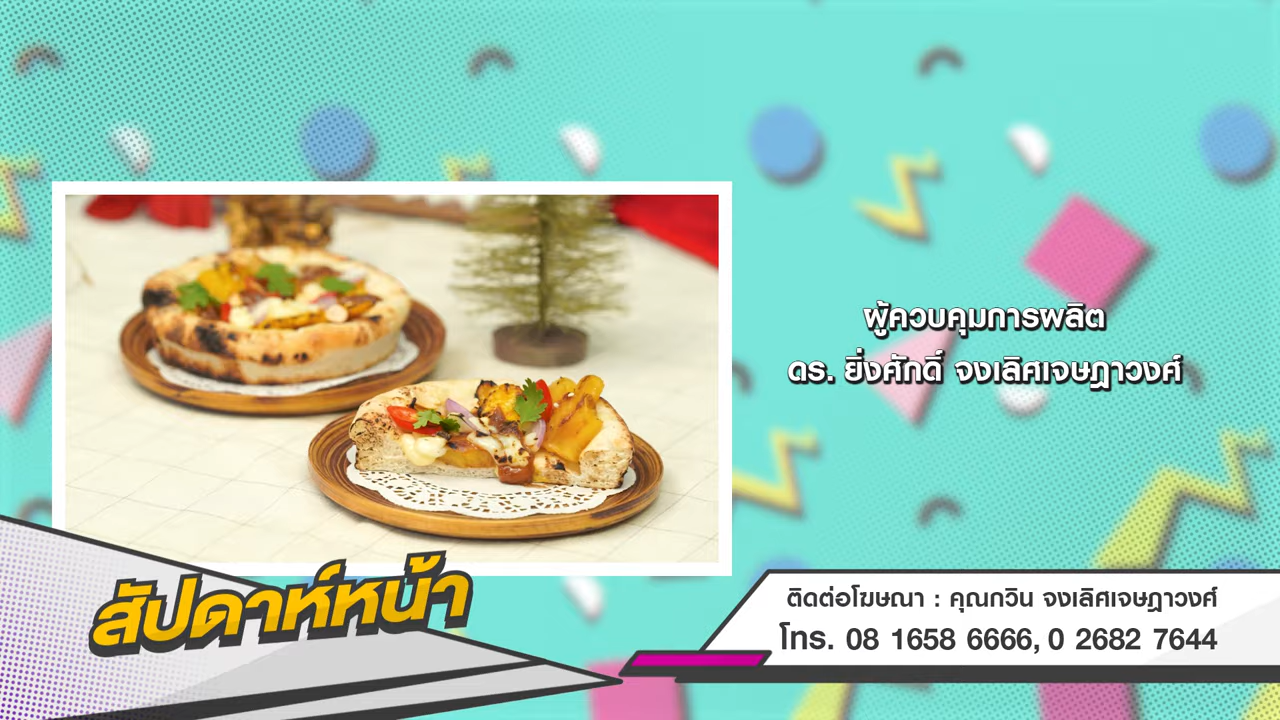 ผู้ควบคุมการผลิต
ดร. ยิ่งศักดิ์ จงเลิศเจษฎาวงศ์
สัปดาห์หน้า
ติดต่อโฆษณา : คุณกวิน จงเลิศเจษฎาวงศ์
โทร. 08 1658 6666, 0 2682 7644